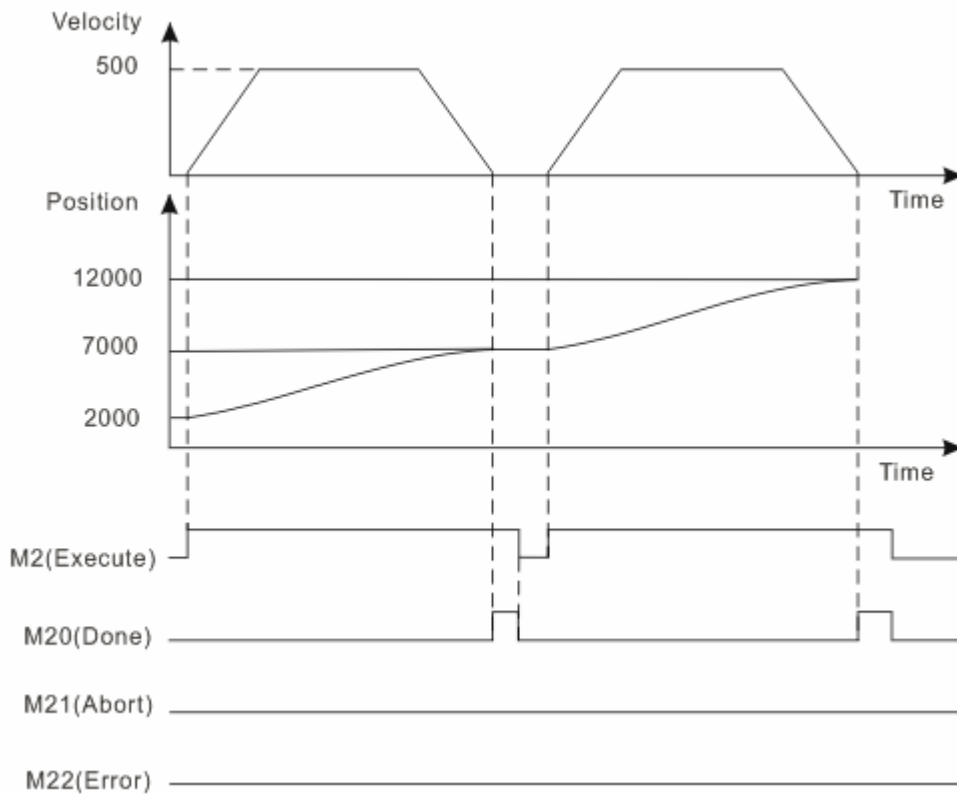 Velocity
500
Time
Position
12000
7000
2000
Time
M2(Execute)
M20(Done)
M21(Abort)
M22(Error)